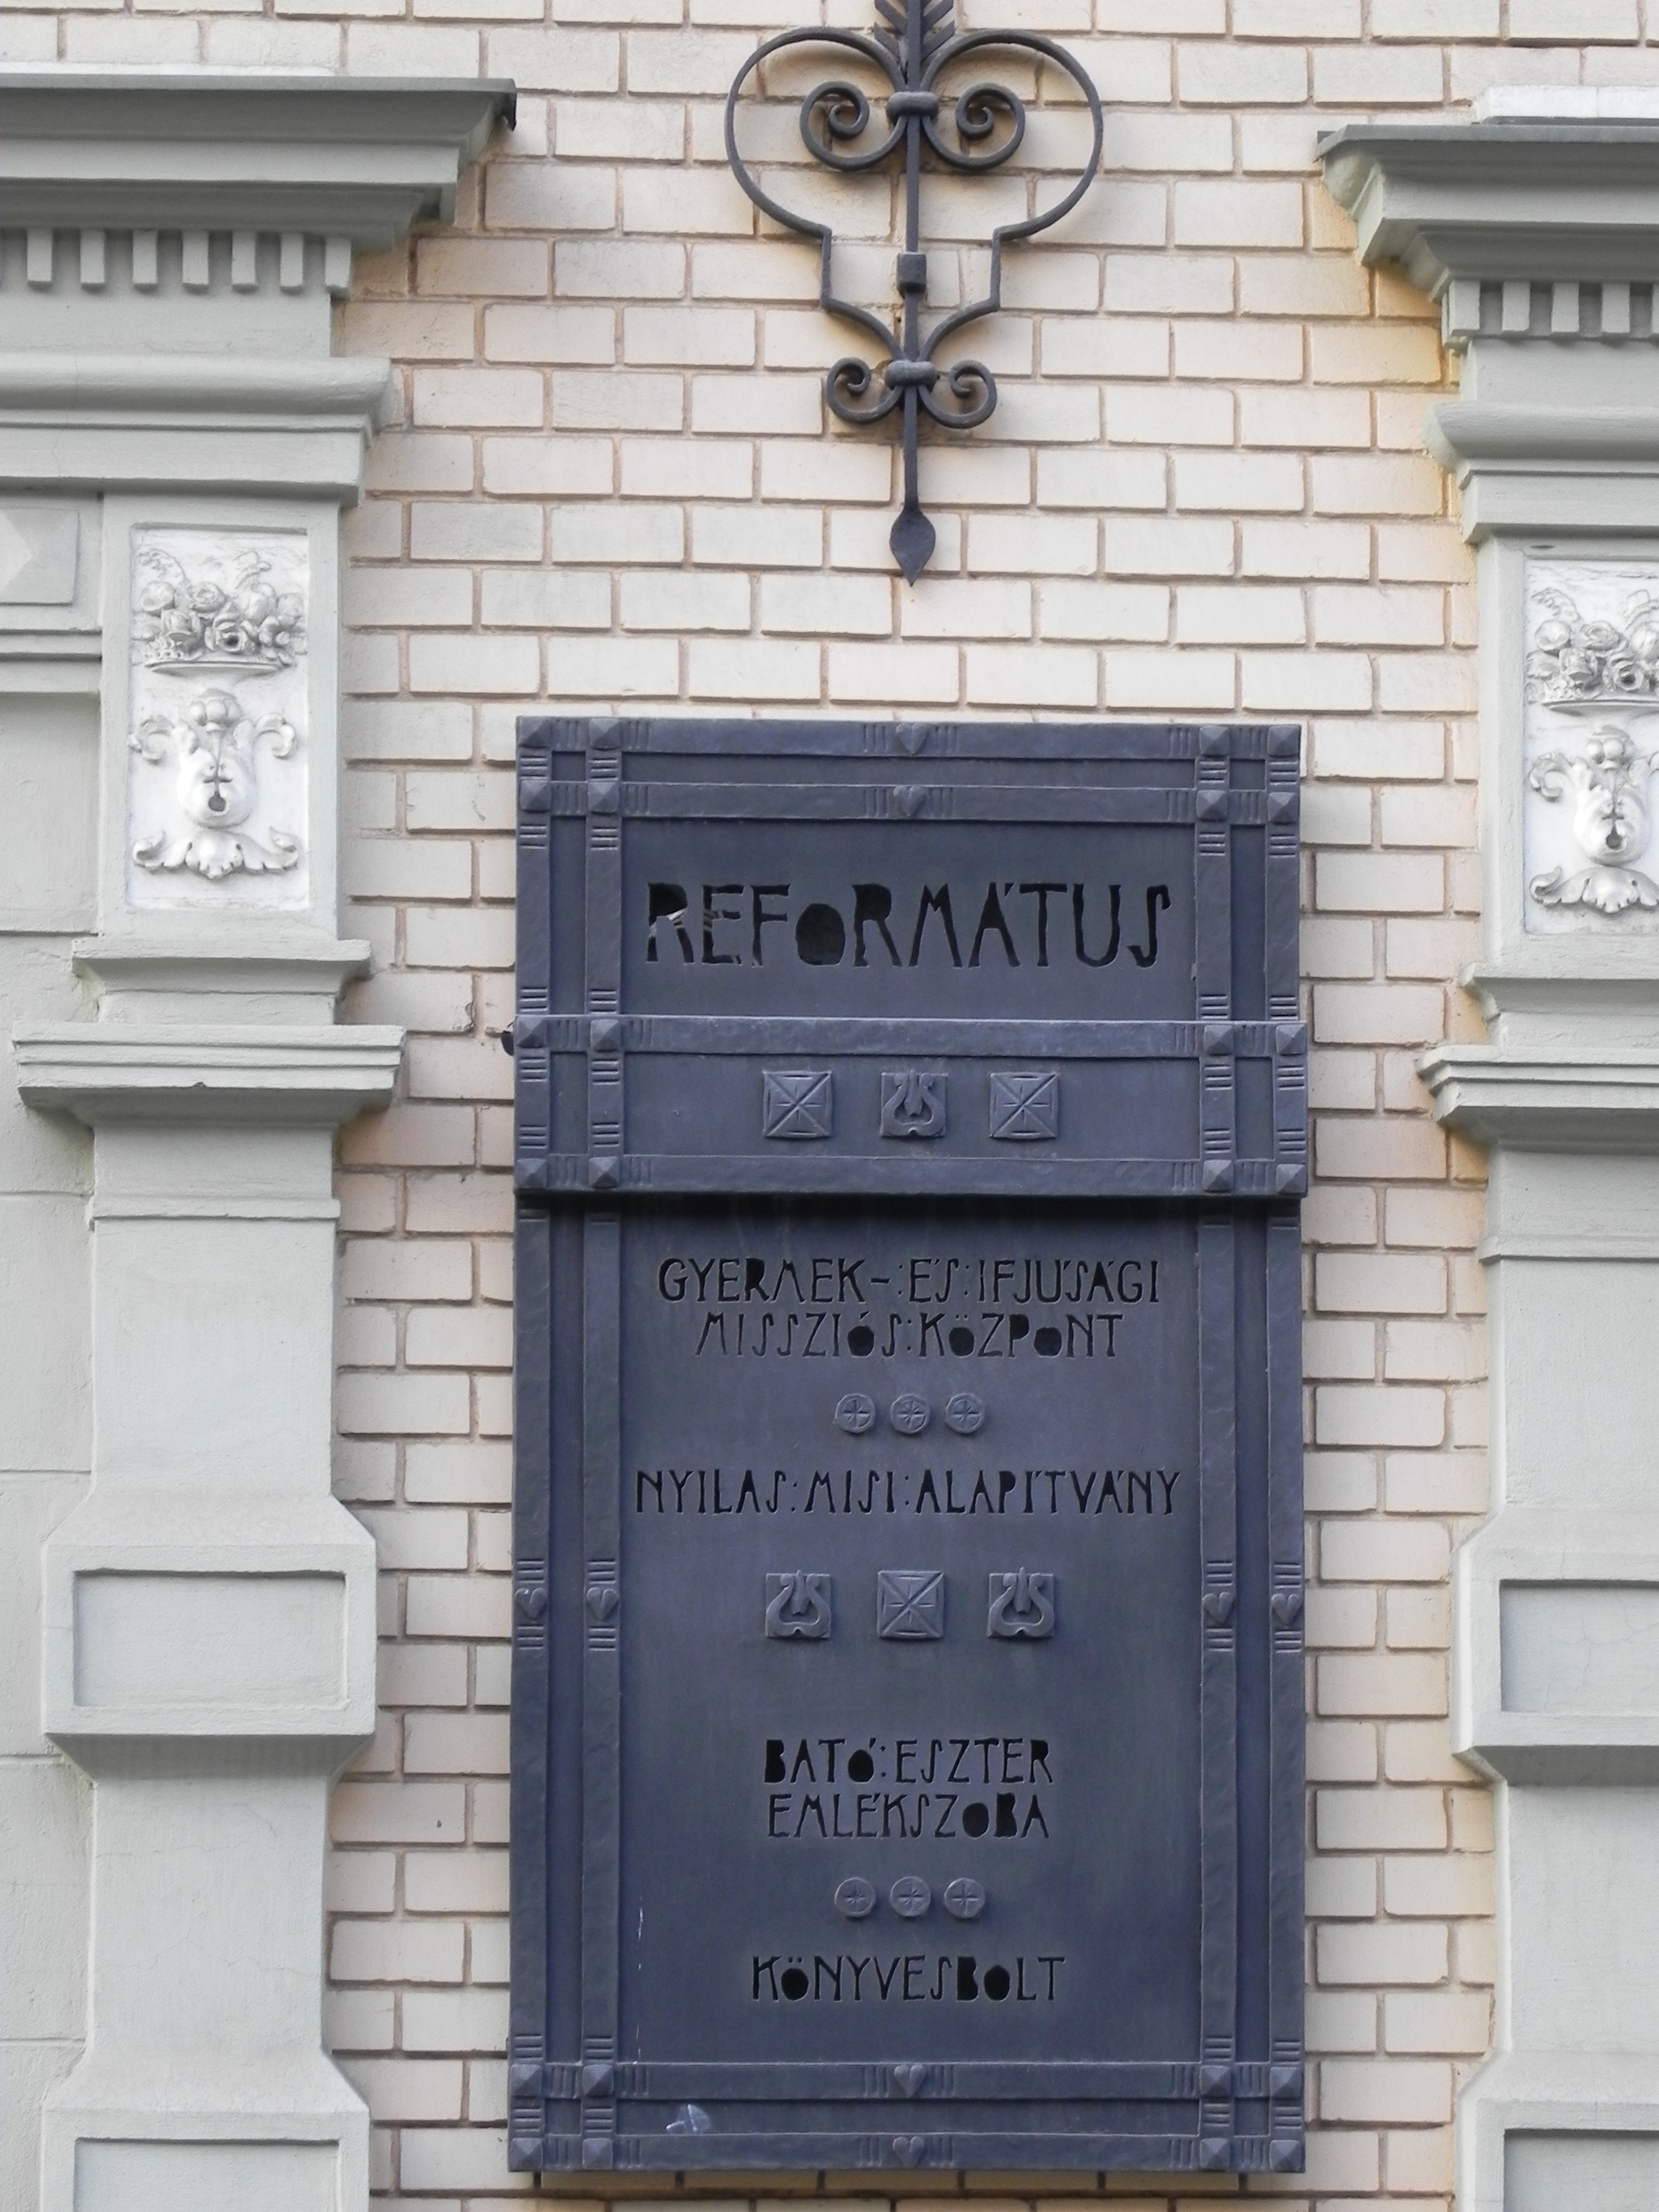 REFORMÁTUS
GYERMEK-:ÉS:IFJÚSÁGI
MISSZIÓS:KÖZPONT
NYILAS:MISI:ALAPÍTVÁNY
BATÓ:ESZTER
EMLÉKSZOBA
KÖNYVESBOLT